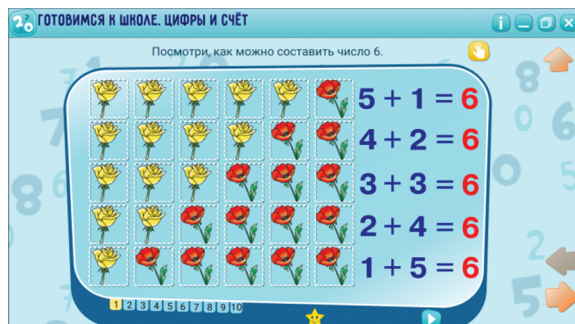 20 ГОТОВИМСЯ К ШКОЛЕ. ЦИФРЫ И СЧЁТ
Посмотри, как можно составить число 6.
5 + 1 = 6
4 + 2 = 6
3 + 3 = 6
2 + 4 = 6
1 + 5 = 6
1 2 3 4 5 6 7 8 9 10